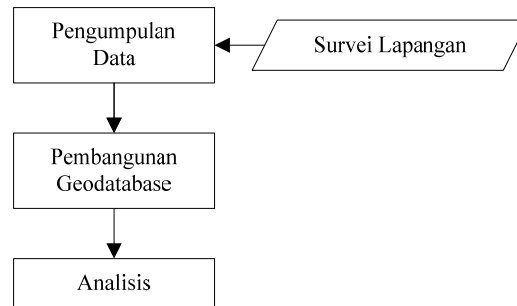 Pengumpulan
Data
Survei Lapangan
Pembangunan
Geodatabase
Analisis